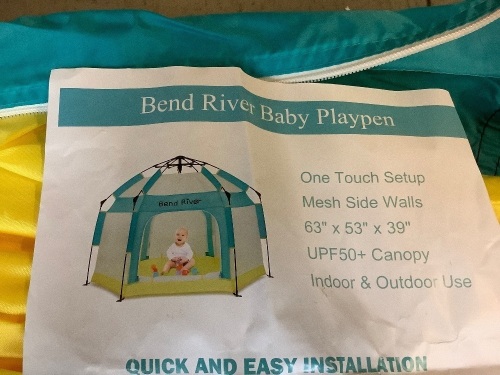 Bend River Baby Playpen
Bend River
One Touch Setup
Mesh Side Walls
63" x 53" x 39"
UPF50+ Canopy
Indoor & Outdoor Use
QUICK AND EASY INSTALLATION